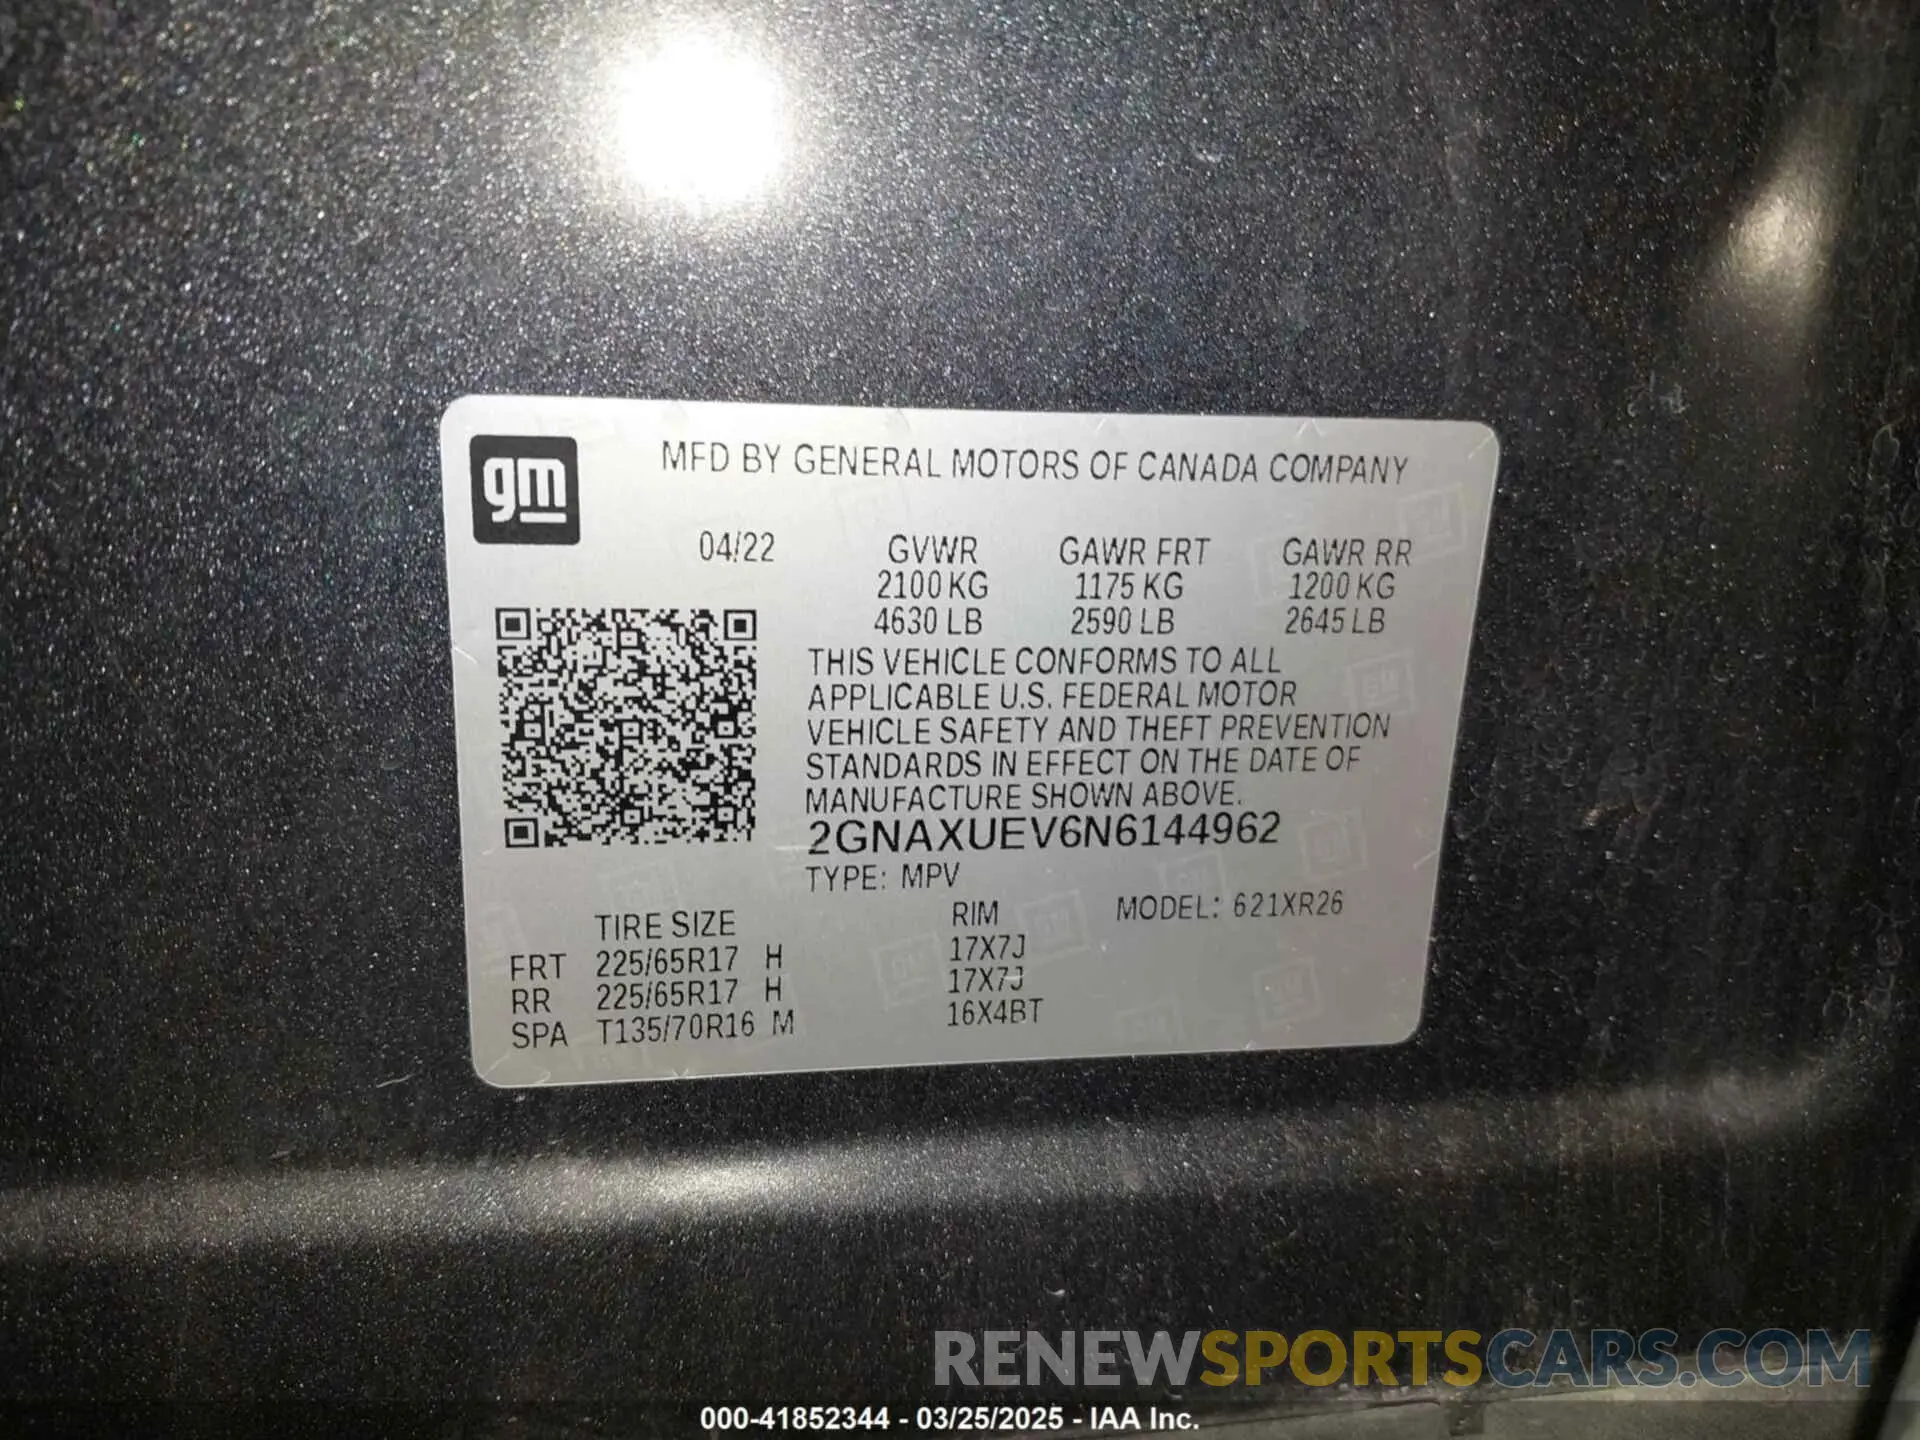 gm
MFD BY GENERAL MOTORS OF CANADA COMPANY
04/22 GVWR GAWR FRT GAWR RR
2100 KG 1175 KG 1200 KG
4630 LB 2590 LB 2645 LB
THIS VEHICLE CONFORMS TO ALL
APPLICABLE U.S. FEDERAL MOTOR
VEHICLE SAFETY AND THEFT PREVENTION
STANDARDS IN EFFECT ON THE DATE OF
MANUFACTURE SHOWN ABOVE.
2GNAXUEV6N6144962
TYPE: MPV
TIRE SIZE RIM MODEL: 621XR26
FRT 225/65R17 H 17X7J
RR 225/65R17 H 17X7J
SPA T135/70R16 M 16X4BT
RENEWSPORTSCARS.COM
000-41852344 - 03/25/2025 - IAA Inc.